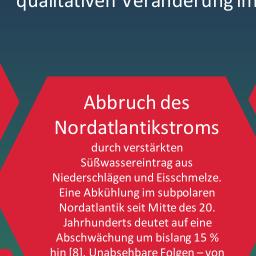 qualitativen Veränderung im
Abbruch des
Nordatlantikstroms
durch verstärkten
Süßwassereintrag aus
Niederschlägen und Eisschmelze.
Eine Abkühlung im subpolaren
Nordatlantik seit Mitte des 20.
Jahrhunderts deutet auf eine
Abschwächung um bislang 15 %
hin [8]. Unabsehbare Folgen – von